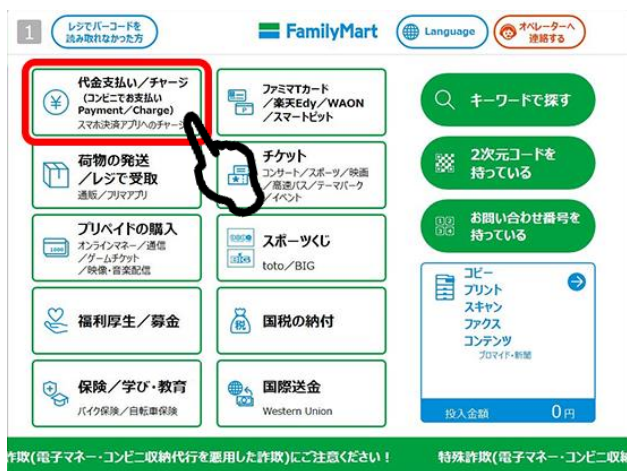 1
レジでバーコードを
読み取れなかった方
FamilyMart
Language
オペレーターへ
連絡する
代金支払い/チャージ
(コンビニでお支払い
Payment/Charge)
スマホ決済アプリへのチャージ
ファミマTカード
/楽天Edy/WAON
/スマートピット
キーワードで探す
荷物の発送
/レジで受取
通販/フリマアプリ
チケット
コンサート/スポーツ/映画
/高速バス/テーマパーク
/イベント
2次元コードを
持っている
プリペイドの購入
オンラインマネー/通信
/ゲームチケット
/映像・音楽配信
スポーツくじ
toto/BIG
お問い合わせ番号を
持っている
福利厚生/募金
税
国税の納付
コピー
プリント
スキャン
ファクス
コンテンツ
ブロマイド・新聞
保険/学び・教育
バイク保険/自転車保険
国際送金
Western Union
投入金額 0円
詐欺(電子マネー・コンビニ収納代行を悪用した詐欺)にご注意ください! 特殊詐欺(電子マネー・コンビニ収納